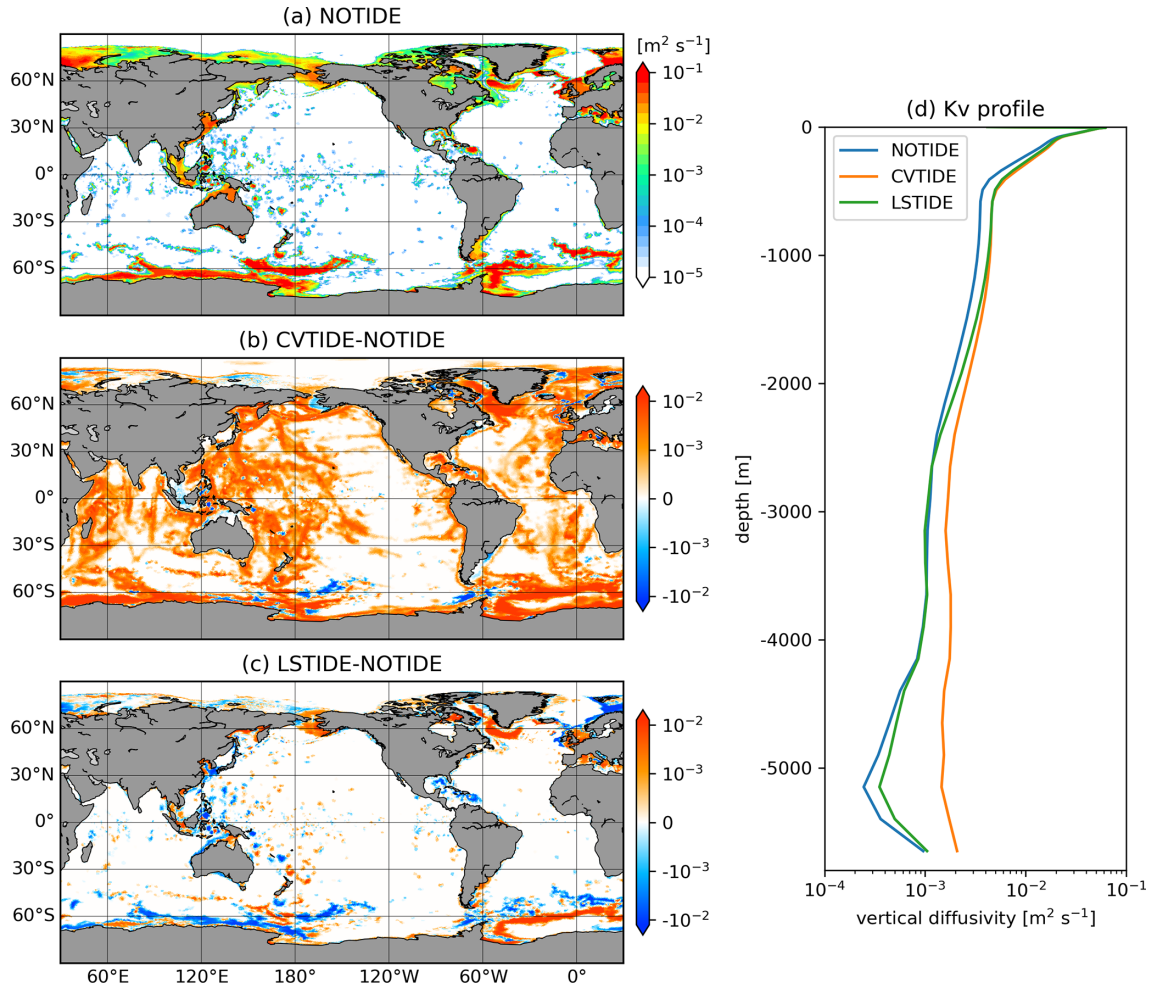 (a) NOTIDE
[m² s⁻¹]
60°N
30°N
0°
30°S
60°S
10⁻¹
10⁻²
10⁻³
10⁻⁴
10⁻⁵
(b) CVTIDE-NOTIDE
60°N
30°N
0°
30°S
60°S
10⁻²
10⁻³
0
-10⁻³
-10⁻²
(c) LSTIDE-NOTIDE
60°N
30°N
0°
30°S
60°S
10⁻²
10⁻³
0
-10⁻³
-10⁻²
60°E 120°E 180° 120°W 60°W 0°
(d) Kv profile
NOTIDE
CVTIDE
LSTIDE
0
-1000
-2000
-3000
-4000
-5000
depth [m]
10⁻⁴ 10⁻³ 10⁻² 10⁻¹
vertical diffusivity [m² s⁻¹]